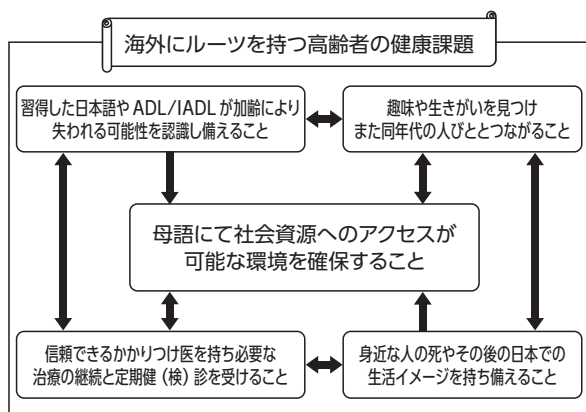 海外にルーツを持つ高齢者の健康課題
習得した日本語や ADL/IADL が加齢により
失われる可能性を認識し備えること
趣味や生きがいを見つけ
また同年代の人びととつながること
母語にて社会資源へのアクセスが
可能な環境を確保すること
信頼できるかかりつけ医を持ち必要な
治療の継続と定期健（検）診を受けること
身近な人の死やその後の日本での
生活イメージを持ち備えること